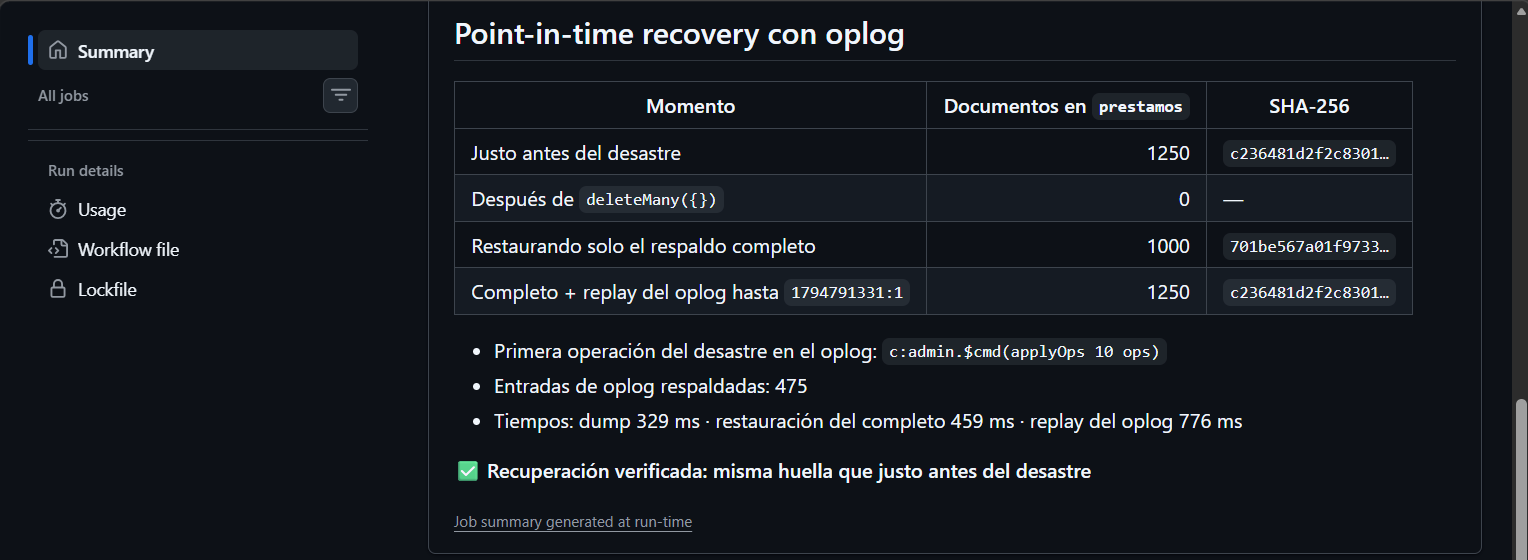 Summary
All jobs
Run details
Usage
Workflow file
Lockfile
Point-in-time recovery con oplog
Momento Documentos en prestamos SHA-256
Justo antes del desastre 1250 c236481d2f2c8301…
Después de deleteMany({}) 0 —
Restaurando solo el respaldo completo 1000 701be567a01f9733…
Completo + replay del oplog hasta 1794791331:1 1250 c236481d2f2c8301…
• Primera operación del desastre en el oplog: c:admin.$cmd(applyOps 10 ops)
• Entradas de oplog respaldadas: 475
• Tiempos: dump 329 ms · restauración del completo 459 ms · replay del oplog 776 ms
✅ Recuperación verificada: misma huella que justo antes del desastre
Job summary generated at run-time